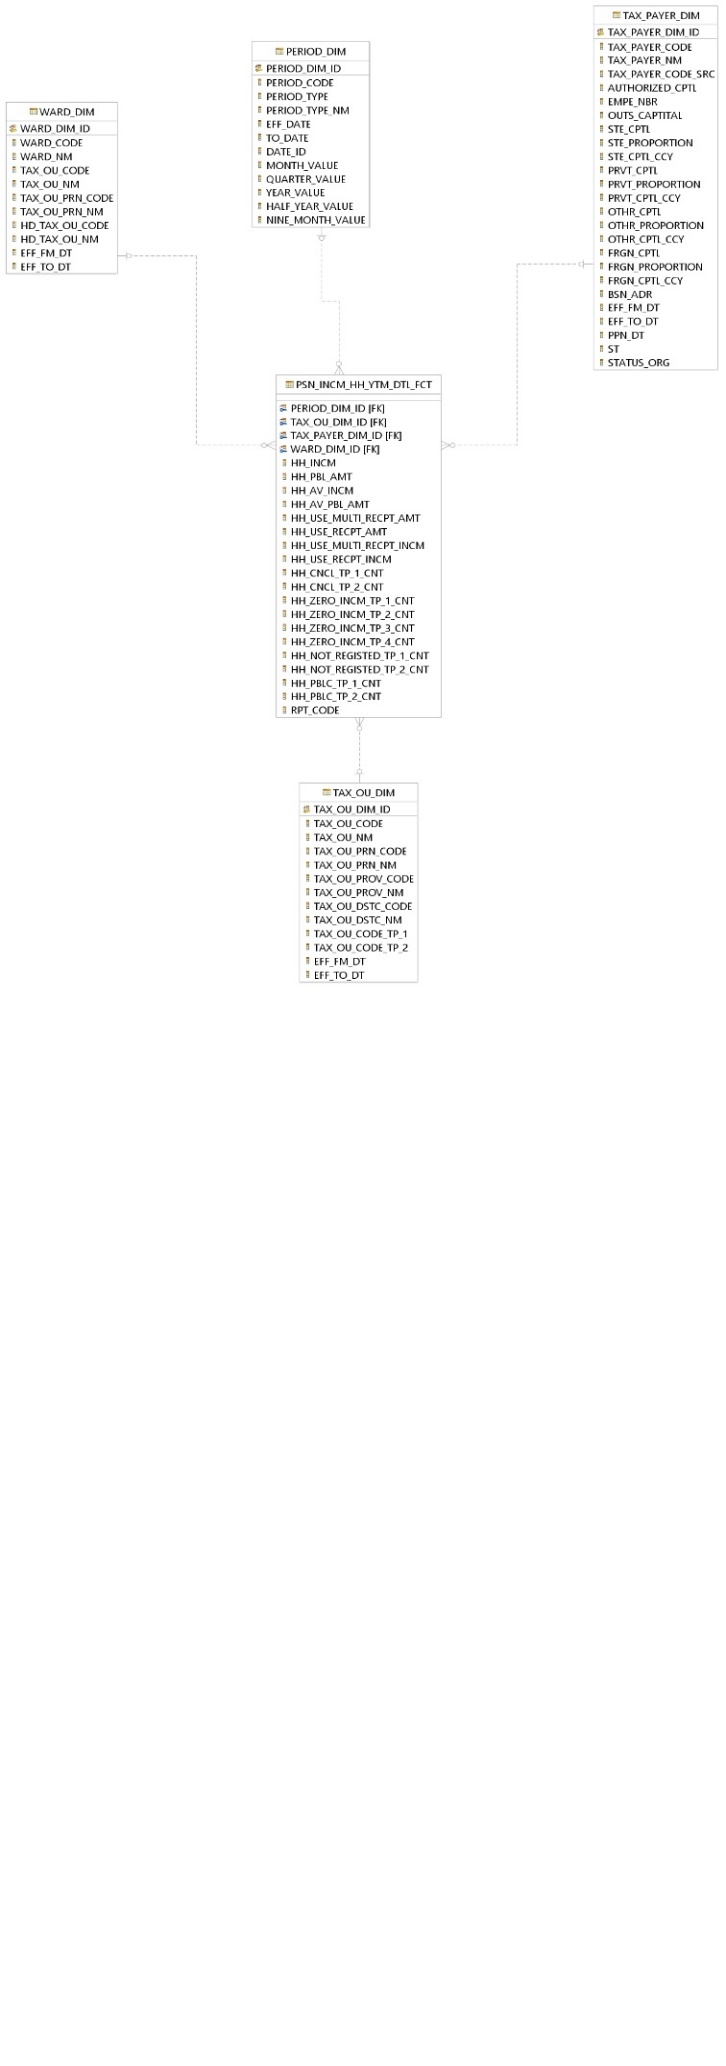 TAX_PAYER_DIM
TAX_PAYER_DIM_ID
TAX_PAYER_CODE
TAX_PAYER_NM
TAX_PAYER_CODE_SRC
AUTHORIZED_CPTL
EMPE_NBR
OUTS_CAPTITAL
STE_CPTL
STE_PROPORTION
STE_CPTL_CCY
PRVT_CPTL
PRVT_PROPORTION
PRVT_CPTL_CCY
OTHR_CPTL
OTHR_PROPORTION
OTHR_CPTL_CCY
FRGN_CPTL
FRGN_PROPORTION
FRGN_CPTL_CCY
BSN_ADR
EFF_FM_DT
EFF_TO_DT
PPN_DT
ST
STATUS_ORG
PERIOD_DIM
PERIOD_DIM_ID
PERIOD_CODE
PERIOD_TYPE
PERIOD_TYPE_NM
EFF_DATE
TO_DATE
DATE_ID
MONTH_VALUE
QUARTER_VALUE
YEAR_VALUE
HALF_YEAR_VALUE
NINE_MONTH_VALUE
WARD_DIM
WARD_DIM_ID
WARD_CODE
WARD_NM
TAX_OU_CODE
TAX_OU_NM
TAX_OU_PRN_CODE
TAX_OU_PRN_NM
HD_TAX_OU_CODE
HD_TAX_OU_NM
EFF_FM_DT
EFF_TO_DT
PSN_INCM_HH_YTM_DTL_FCT
PERIOD_DIM_ID [FK]
TAX_OU_DIM_ID [FK]
TAX_PAYER_DIM_ID [FK]
WARD_DIM_ID [FK]
HH_INCM
HH_PBL_AMT
HH_AV_INCM
HH_AV_PBL_AMT
HH_USE_MULTI_RECPT_AMT
HH_USE_RECPT_AMT
HH_USE_MULTI_RECPT_INCM
HH_USE_RECPT_INCM
HH_CNCL_TP_1_CNT
HH_CNCL_TP_2_CNT
HH_ZERO_INCM_TP_1_CNT
HH_ZERO_INCM_TP_2_CNT
HH_ZERO_INCM_TP_3_CNT
HH_ZERO_INCM_TP_4_CNT
HH_NOT_REGISTED_TP_1_CNT
HH_NOT_REGISTED_TP_2_CNT
HH_PBLC_TP_1_CNT
HH_PBLC_TP_2_CNT
RPT_CODE
TAX_OU_DIM
TAX_OU_DIM_ID
TAX_OU_CODE
TAX_OU_NM
TAX_OU_PRN_CODE
TAX_OU_PRN_NM
TAX_OU_PROV_CODE
TAX_OU_PROV_NM
TAX_OU_DSTC_CODE
TAX_OU_DSTC_NM
TAX_OU_CODE_TP_1
TAX_OU_CODE_TP_2
EFF_FM_DT
EFF_TO_DT